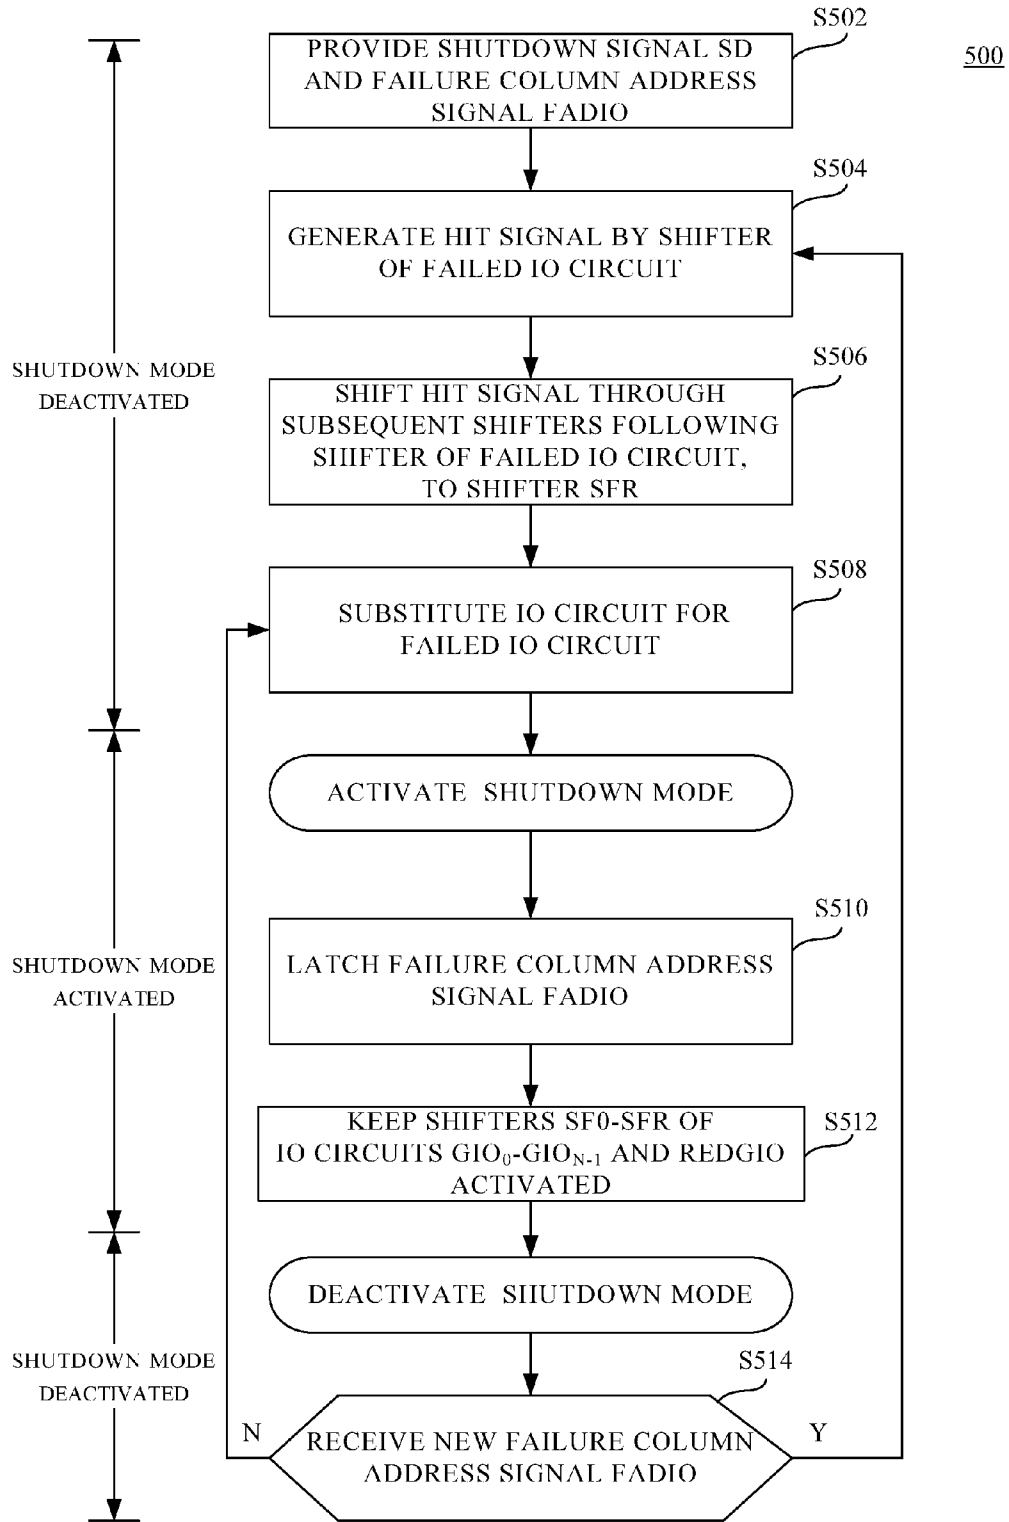 500
S502
PROVIDE SHUTDOWN SIGNAL SD
AND FAILURE COLUMN ADDRESS
SIGNAL FADIO
S504
GENERATE HIT SIGNAL BY SHIFTER
OF FAILED IO CIRCUIT
SHUTDOWN MODE
DEACTIVATED
S506
SHIFT HIT SIGNAL THROUGH
SUBSEQUENT SHIFTERS FOLLOWING
SHIFTER OF FAILED IO CIRCUIT,
TO SHIFTER SFR
S508
SUBSTITUTE IO CIRCUIT FOR
FAILED IO CIRCUIT
ACTIVATE SHUTDOWN MODE
SHUTDOWN MODE
ACTIVATED
S510
LATCH FAILURE COLUMN ADDRESS
SIGNAL FADIO
S512
KEEP SHIFTERS SF0-SFR OF
IO CIRCUITS GIO0-GION-1 AND REDGIO
ACTIVATED
DEACTIVATE SHUTDOWN MODE
SHUTDOWN MODE
DEACTIVATED
S514
N
RECEIVE NEW FAILURE COLUMN
ADDRESS SIGNAL FADIO
Y